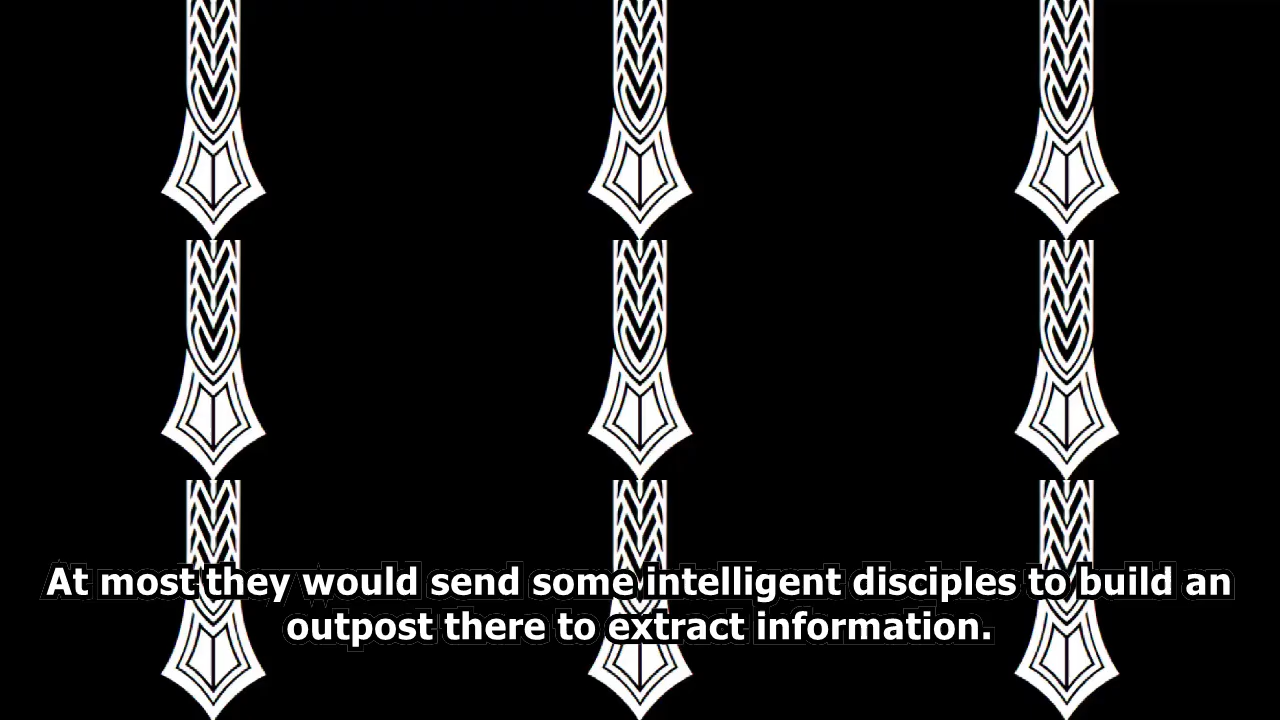 At most they would send some intelligent disciples to build an
outpost there to extract information.